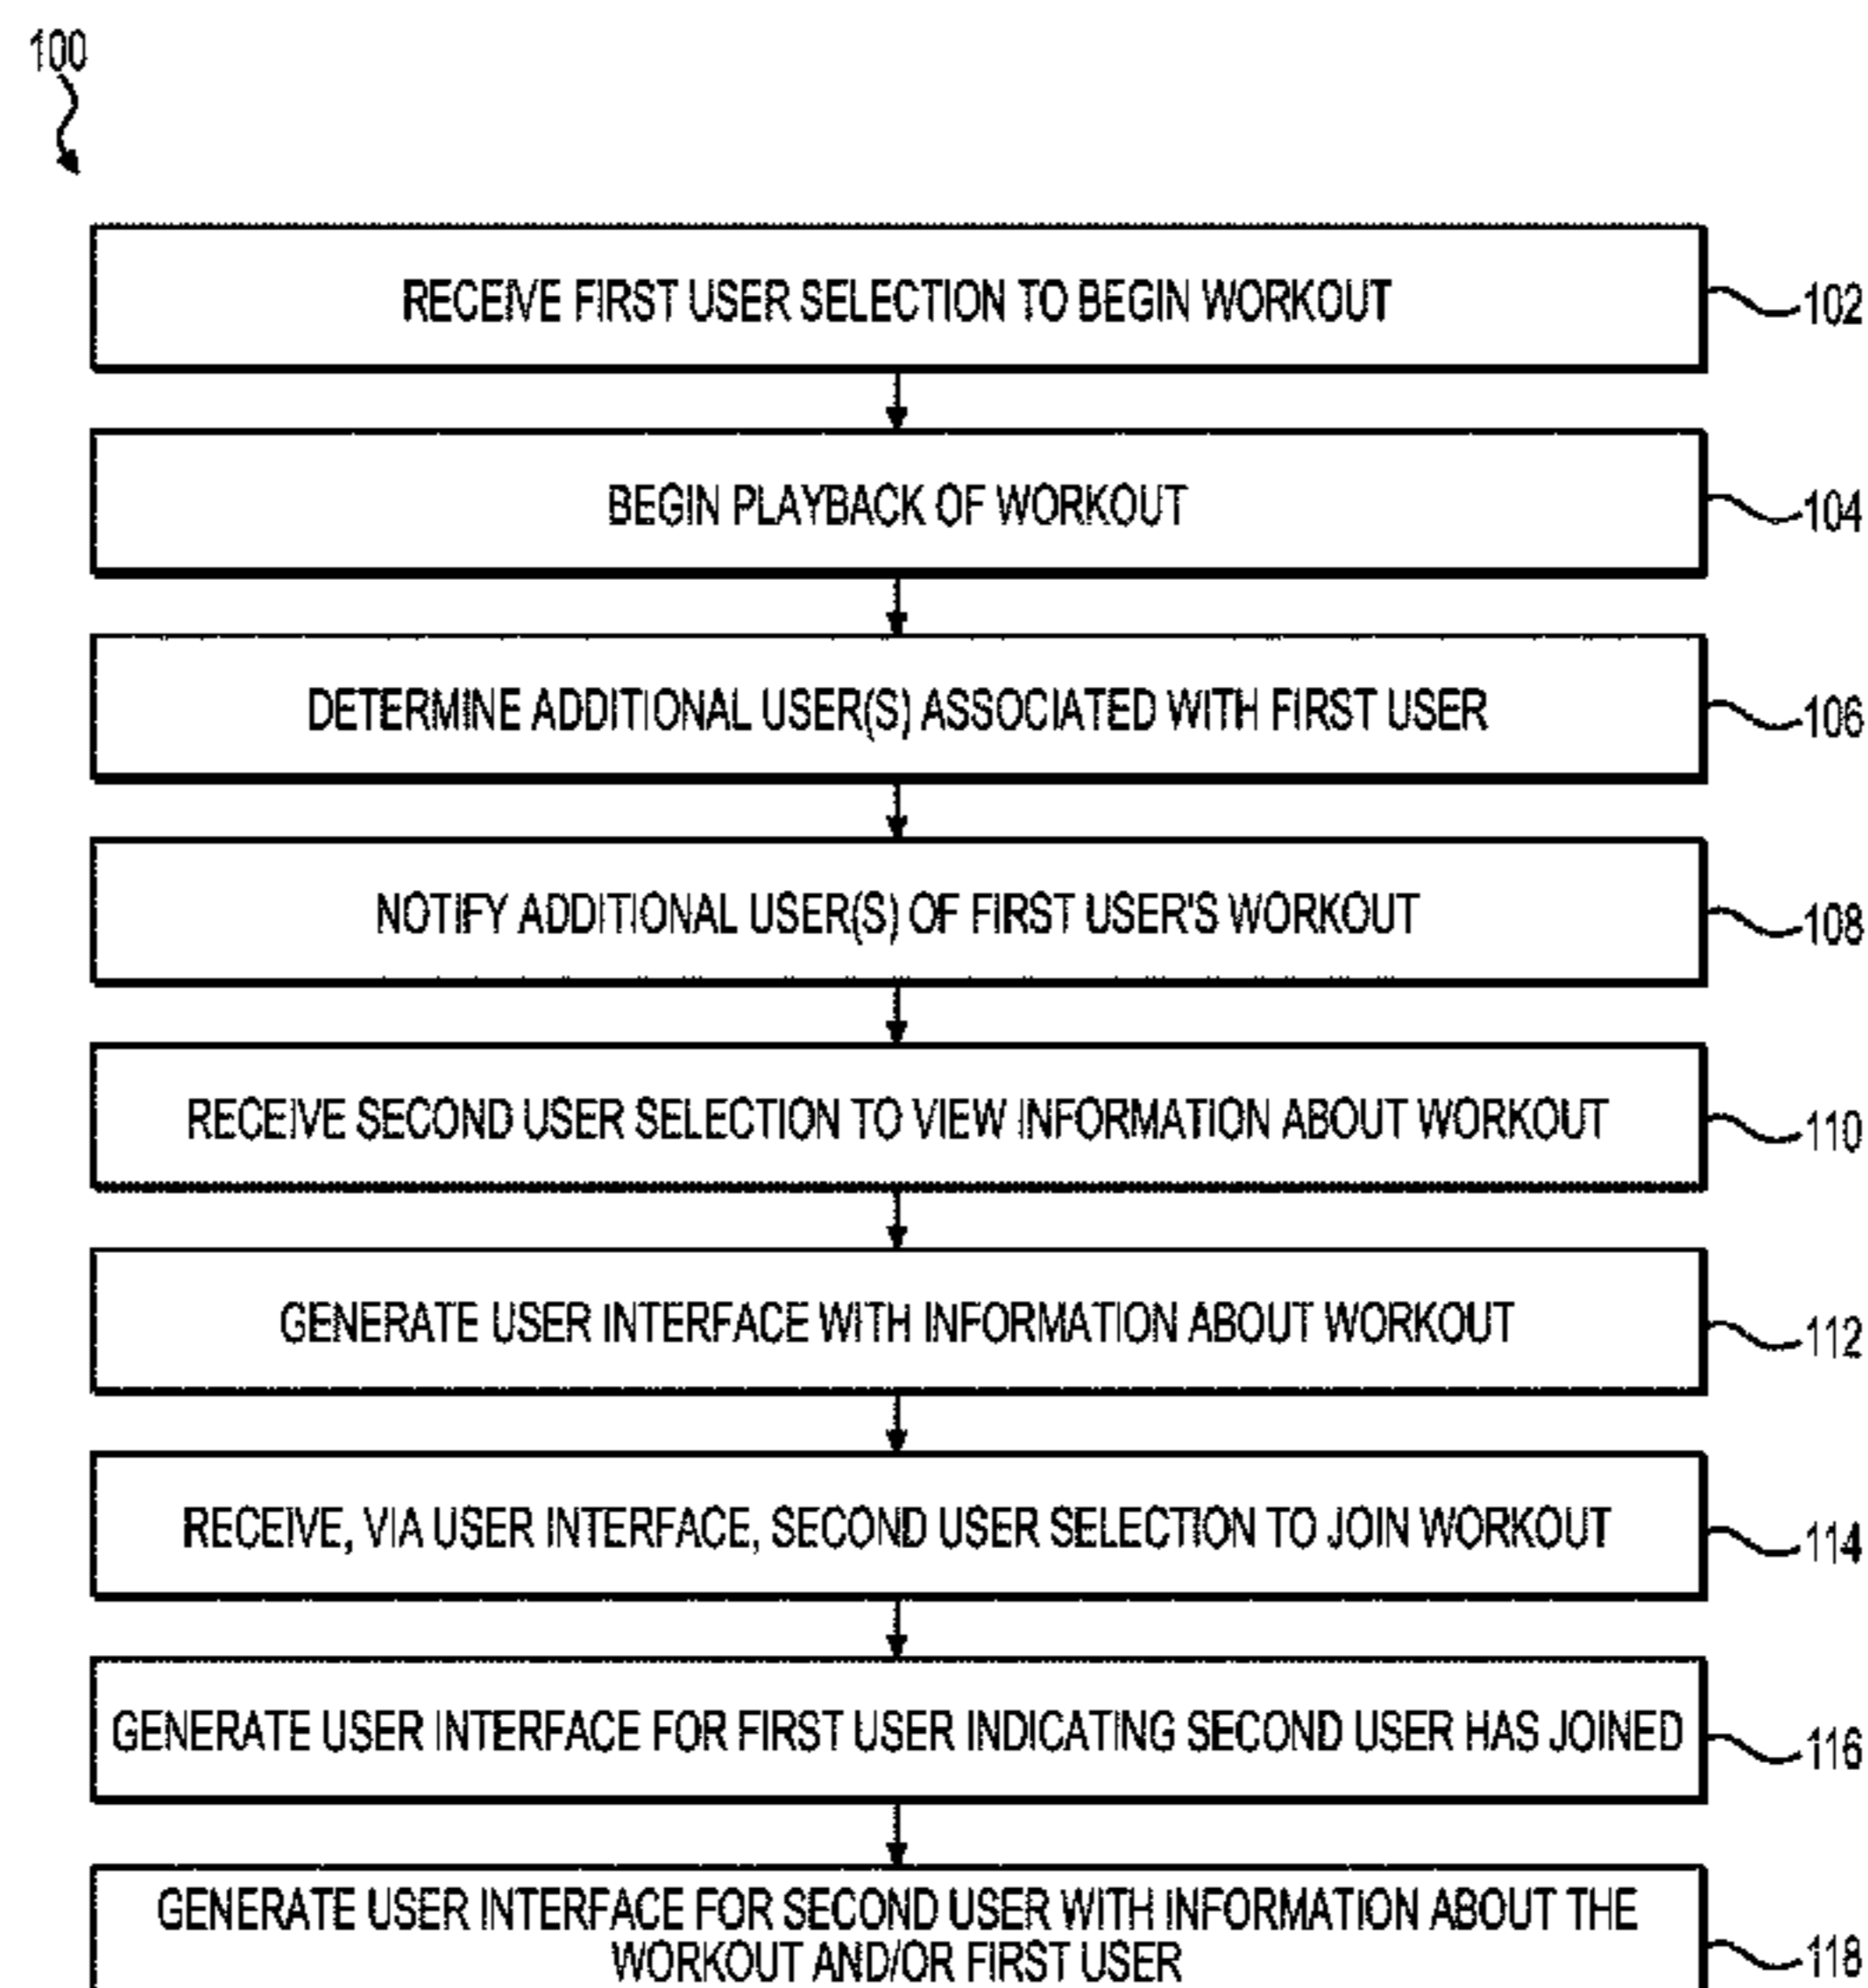 100
RECEIVE FIRST USER SELECTION TO BEGIN WORKOUT
102
BEGIN PLAYBACK OF WORKOUT
104
DETERMINE ADDITIONAL USER(S) ASSOCIATED WITH FIRST USER
106
NOTIFY ADDITIONAL USER(S) OF FIRST USER'S WORKOUT
108
RECEIVE SECOND USER SELECTION TO VIEW INFORMATION ABOUT WORKOUT
110
GENERATE USER INTERFACE WITH INFORMATION ABOUT WORKOUT
112
RECEIVE, VIA USER INTERFACE, SECOND USER SELECTION TO JOIN WORKOUT
114
GENERATE USER INTERFACE FOR FIRST USER INDICATING SECOND USER HAS JOINED
116
GENERATE USER INTERFACE FOR SECOND USER WITH INFORMATION ABOUT THE
WORKOUT AND/OR FIRST USER
118